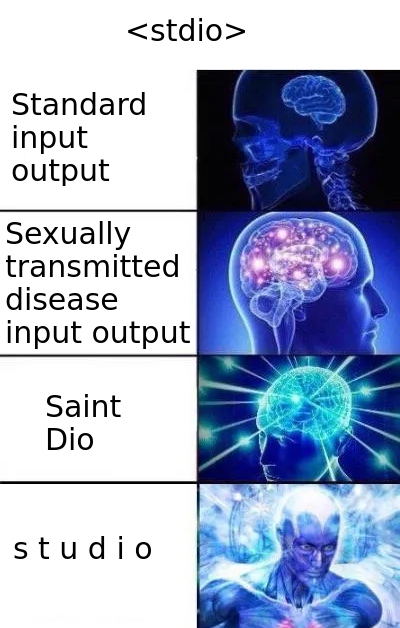 <stdio>
Standard
input
output
Sexually
transmitted
disease
input output
Saint
Dio
s t u d i o